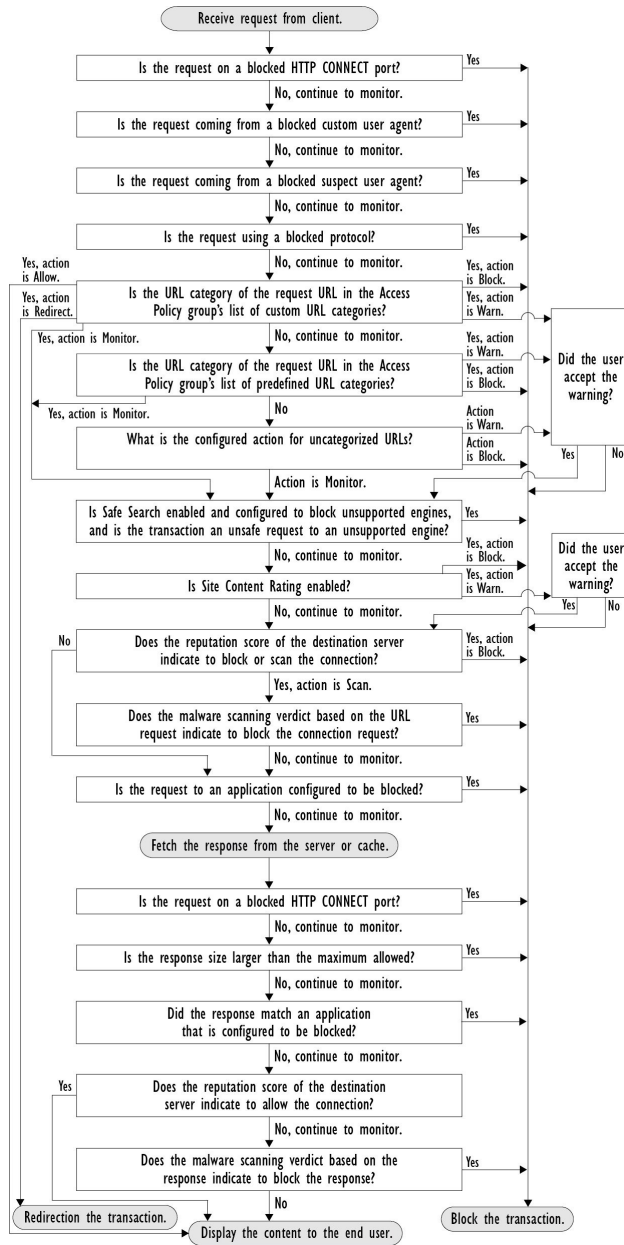 Receive request from client.
Is the request on a blocked HTTP CONNECT port?
Yes
No, continue to monitor.
Is the request coming from a blocked custom user agent?
Yes
No, continue to monitor.
Is the request coming from a blocked suspect user agent?
Yes
No, continue to monitor.
Is the request using a blocked protocol?
Yes
Yes, action
is Allow.
No, continue to monitor.
Yes, action
is Redirect.
Is the URL category of the request URL in the Access
Policy group's list of custom URL categories?
Yes, action
is Block.
Yes, action
is Warn.
Yes, action is Monitor.
No, continue to monitor.
Is the URL category of the request URL in the Access
Policy group's list of predefined URL categories?
Yes, action
is Warn.
Yes, action
is Block.
Did the user
accept the
warning?
Yes, action is Monitor.
No
What is the configured action for uncategorized URLs?
Action
is Warn.
Action
is Block.
Yes
No
Action is Monitor.
Is Safe Search enabled and configured to block unsupported engines,
and is the transaction an unsafe request to an unsupported engine?
Yes
No, continue to monitor.
Yes, action
is Block.
Is Site Content Rating enabled?
Yes, action
is Warn.
Did the user
accept the
warning?
Yes
No
No, continue to monitor.
No
Does the reputation score of the destination server
indicate to block or scan the connection?
Yes, action
is Block.
Yes, action is Scan.
Does the malware scanning verdict based on the URL
request indicate to block the connection request?
Yes
No, continue to monitor.
Is the request to an application configured to be blocked?
Yes
No, continue to monitor.
Fetch the response from the server or cache.
Is the request on a blocked HTTP CONNECT port?
Yes
No, continue to monitor.
Is the response size larger than the maximum allowed?
Yes
No, continue to monitor.
Did the response match an application
that is configured to be blocked?
Yes
No, continue to monitor.
Yes
Does the reputation score of the destination
server indicate to allow the connection?
No, continue to monitor.
Does the malware scanning verdict based on the
response indicate to block the response?
Yes
No
Redirection the transaction.
Display the content to the end user.
Block the transaction.